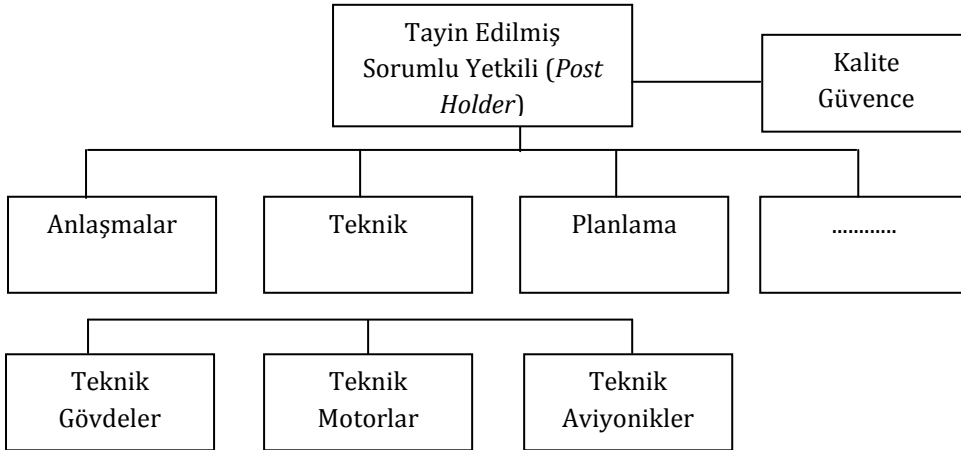 Tayin Edilmiş
Sorumlu Yetkili (Post
Holder)
Kalite
Güvence
Anlaşmalar
Teknik
Planlama
............
Teknik
Gövdeler
Teknik
Motorlar
Teknik
Aviyonikler